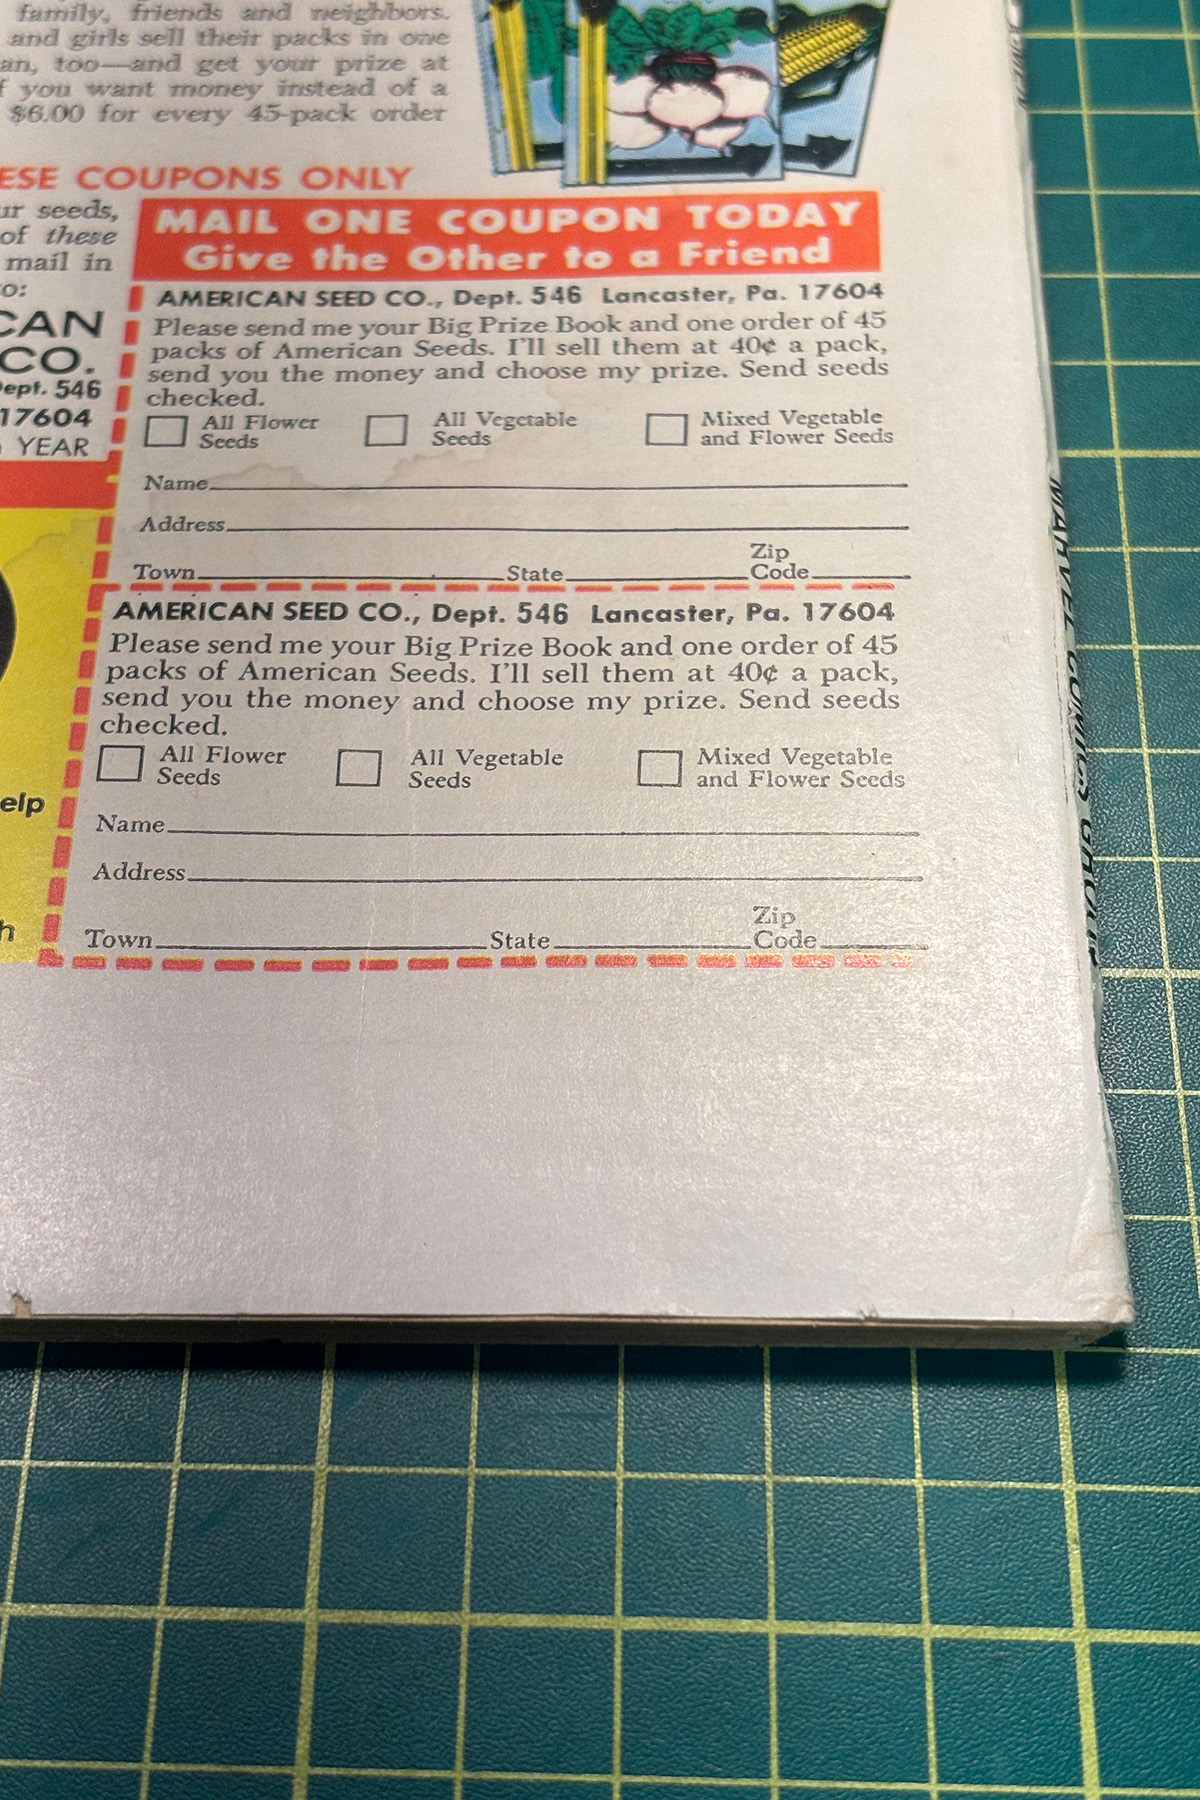 family, friends and neighbors.
and girls sell their packs in one
an, too—and get your prize at
f you want money instead of a
$6.00 for every 45-pack order
ESE COUPONS ONLY
ur seeds,
of these
mail in
o:
CAN
CO.
ept. 546
17604
YEAR
MAIL ONE COUPON TODAY
Give the Other to a Friend
AMERICAN SEED CO., Dept. 546 Lancaster, Pa. 17604
Please send me your Big Prize Book and one order of 45
packs of American Seeds. I'll sell them at 40¢ a pack,
send you the money and choose my prize. Send seeds
checked.
All Flower Seeds
All Vegetable Seeds
Mixed Vegetable and Flower Seeds
Name
Address
Town State Zip Code
AMERICAN SEED CO., Dept. 546 Lancaster, Pa. 17604
Please send me your Big Prize Book and one order of 45
packs of American Seeds. I'll sell them at 40¢ a pack,
send you the money and choose my prize. Send seeds
checked.
All Flower Seeds
All Vegetable Seeds
Mixed Vegetable and Flower Seeds
Name
Address
Town State Zip Code
elp
h
MARVEL COMICS GROUP